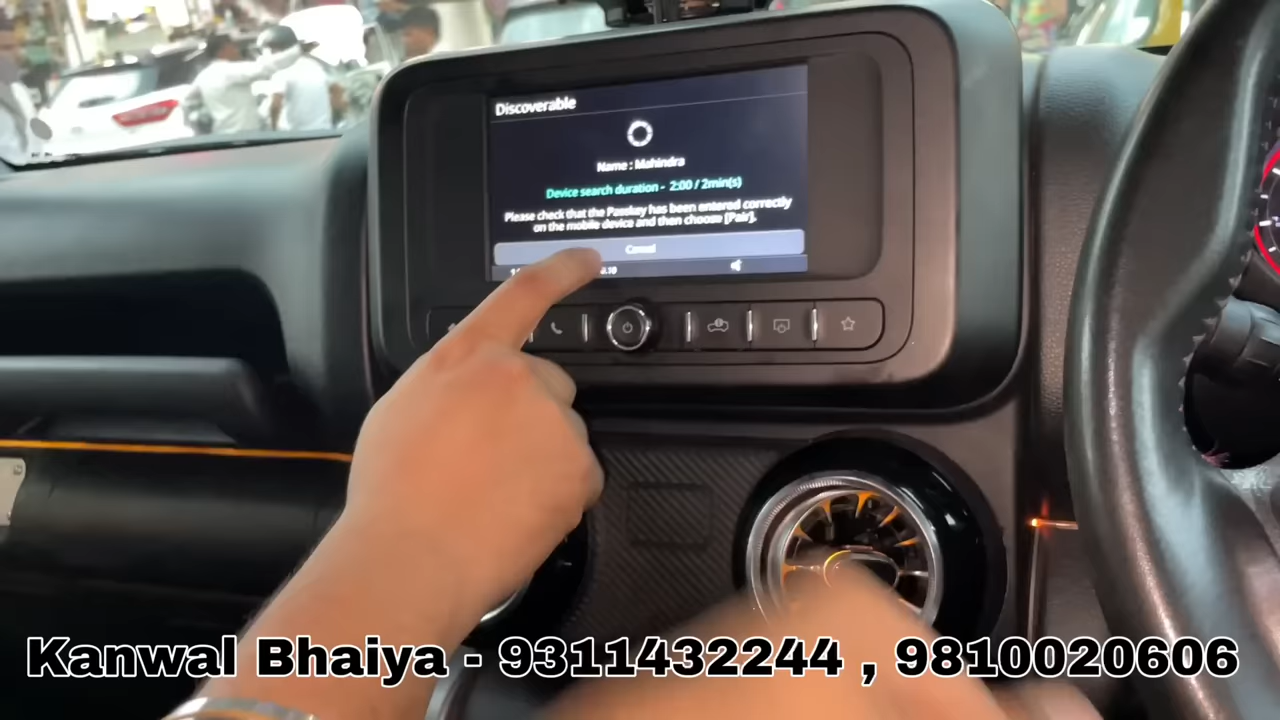 Discoverable
Name : Mahindra
Device search duration - 2:00 / 2min(s)
Please check that the Passkey has been entered correctly
on the mobile device and then choose [Pair].
Cancel
Kanwal Bhaiya - 9311432244 , 9810020606